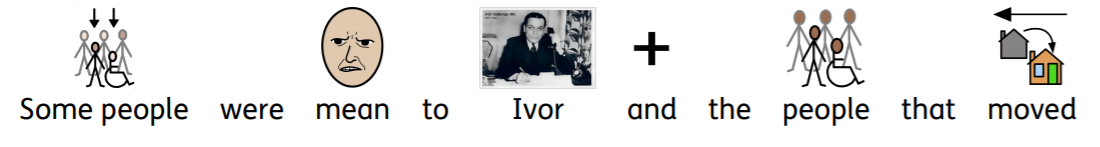 Some people were mean to Ivor and the people that moved